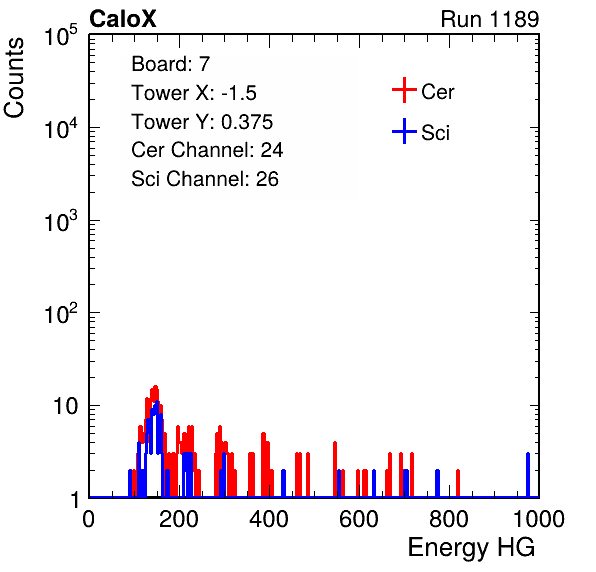 CaloX Run 1189
Counts
Board: 7
Tower X: -1.5
Tower Y: 0.375
Cer Channel: 24
Sci Channel: 26
Cer
Sci
10^5
10^4
10^3
10^2
10
1
0 200 400 600 800 1000
Energy HG